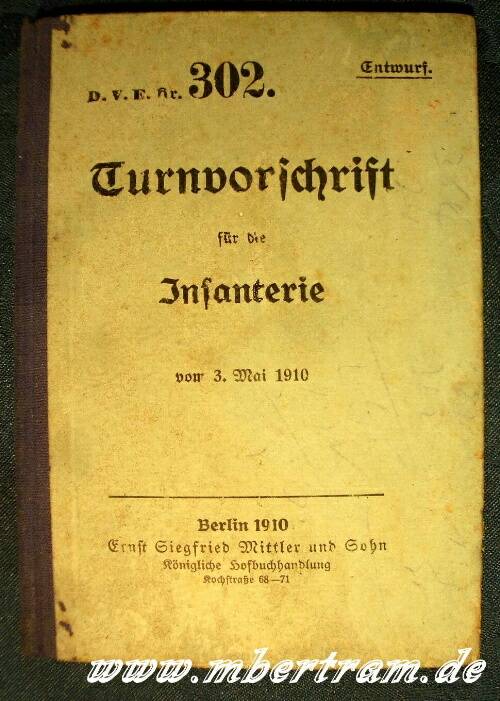 Entwurf.
D. V. E. Nr. 302.
Turnvorschrift
für die
Infanterie
vom 3. Mai 1910
Berlin 1910
Ernst Siegfried Mittler und Sohn
Königliche Hofbuchhandlung
Kochstraße 68—71
www.mbertram.de